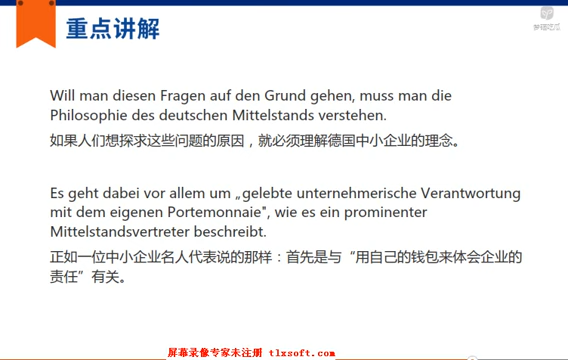 重点讲解
Will man diesen Fragen auf den Grund gehen, muss man die
Philosophie des deutschen Mittelstands verstehen.
如果人们想探求这些问题的原因，就必须理解德国中小企业的理念。
Es geht dabei vor allem um „gelebte unternehmerische Verantwortung
mit dem eigenen Portemonnaie", wie es ein prominenter
Mittelstandsvertreter beschreibt.
正如一位中小企业名人代表说的那样：首先是与“用自己的钱包来体会企业的
责任”有关。
屏幕录像专家未注册 tlxsoft.com